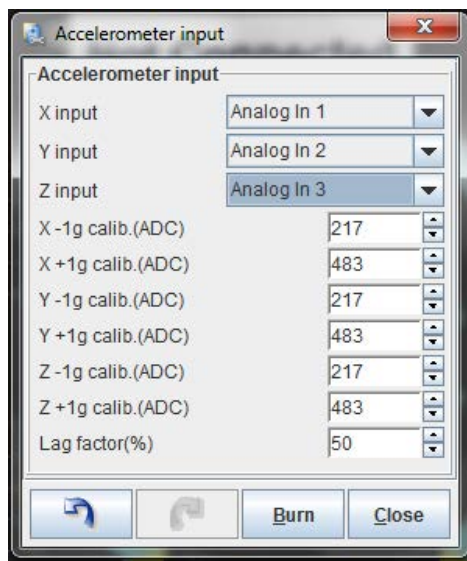 Accelerometer input
Accelerometer input
X input Analog In 1
Y input Analog In 2
Z input Analog In 3
X -1g calib.(ADC) 217
X +1g calib.(ADC) 483
Y -1g calib.(ADC) 217
Y +1g calib.(ADC) 483
Z -1g calib.(ADC) 217
Z +1g calib.(ADC) 483
Lag factor(%) 50
Burn Close